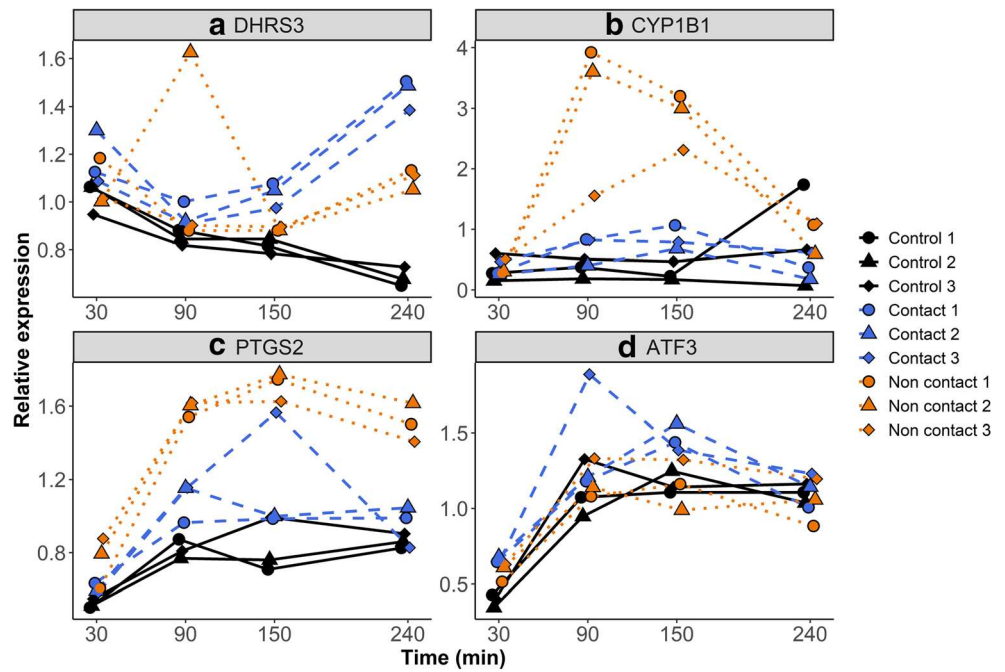 a DHRS3
b CYP1B1
1.6
1.4
1.2
1.0
0.8
4
3
2
1
0
30 90 150 240
30 90 150 240
c PTGS2
d ATF3
1.6
1.2
0.8
1.5
1.0
0.5
30 90 150 240
30 90 150 240
Relative expression
Time (min)
Control 1
Control 2
Control 3
Contact 1
Contact 2
Contact 3
Non contact 1
Non contact 2
Non contact 3